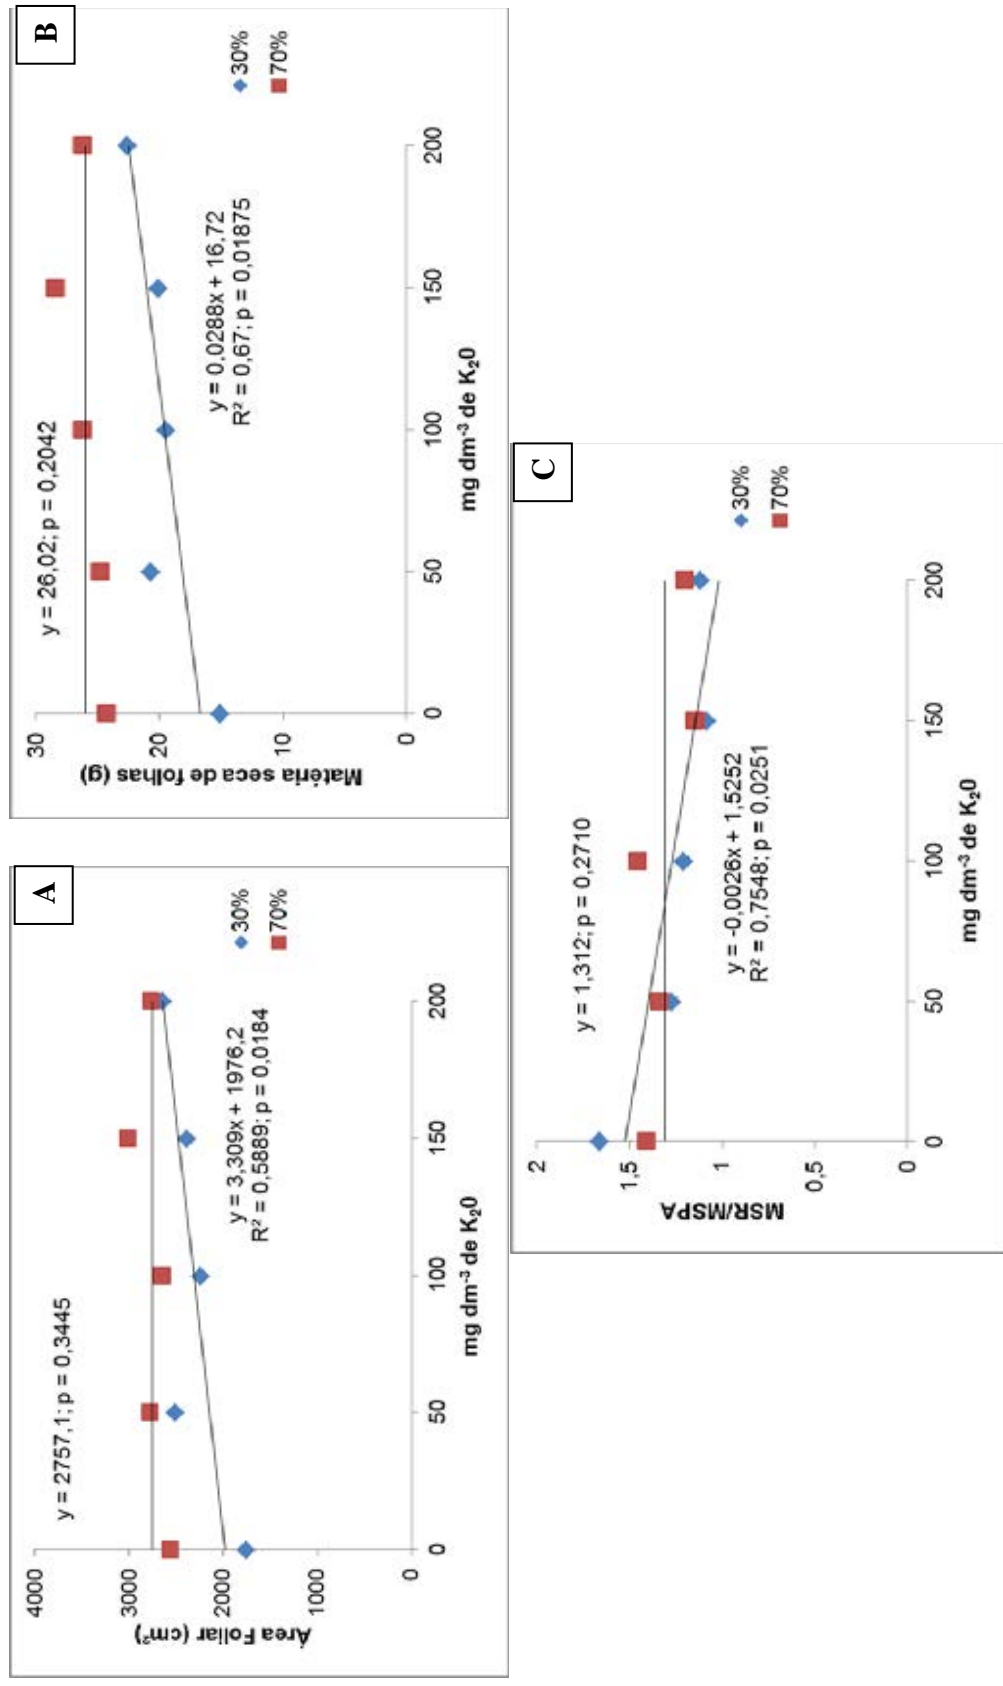 A
4000
3000
2000
1000
0
Área Foliar (cm²)
y = 2757,1; p = 0,3445
y = 3,309x + 1976,2
R² = 0,5889; p = 0,0184
0
50
100
150
200
mg dm⁻³ de K₂0
30%
70%
B
30
20
10
0
Matéria seca de folhas (g)
y = 26,02; p = 0,2042
y = 0,0288x + 16,72
R² = 0,67; p = 0,01875
0
50
100
150
200
mg dm⁻³ de K₂0
30%
70%
C
2
1,5
1
0,5
0
MSR/MSPA
y = 1,312; p = 0,2710
y = -0,0026x + 1,5252
R² = 0,7548; p = 0,0251
0
50
100
150
200
mg dm⁻³ de K₂0
30%
70%